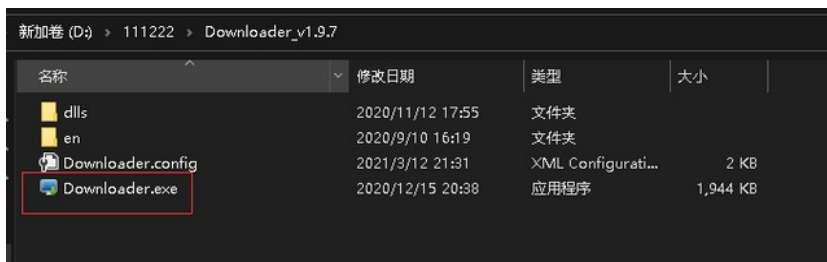 新加卷 (D:) › 111222 › Downloader_v1.9.7
名称 修改日期 类型 大小
dlls 2020/11/12 17:55 文件夹
en 2020/9/10 16:19 文件夹
Downloader.config 2021/3/12 21:31 XML Configurati... 2 KB
Downloader.exe 2020/12/15 20:38 应用程序 1,944 KB